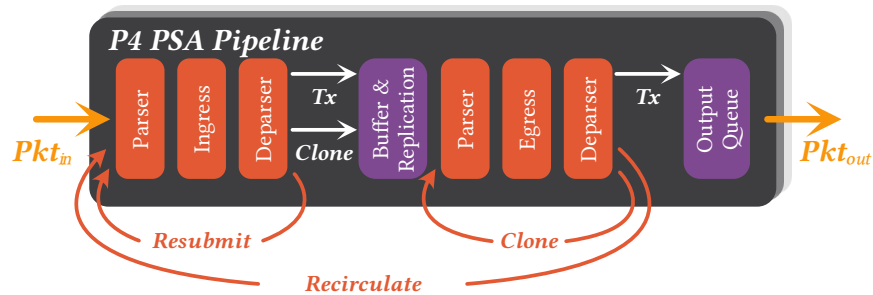 P4 PSA Pipeline
Pkt_in
Parser
Ingress
Deparser
Tx
Clone
Buffer &
Replication
Parser
Egress
Deparser
Tx
Output
Queue
Pkt_out
Resubmit
Clone
Recirculate